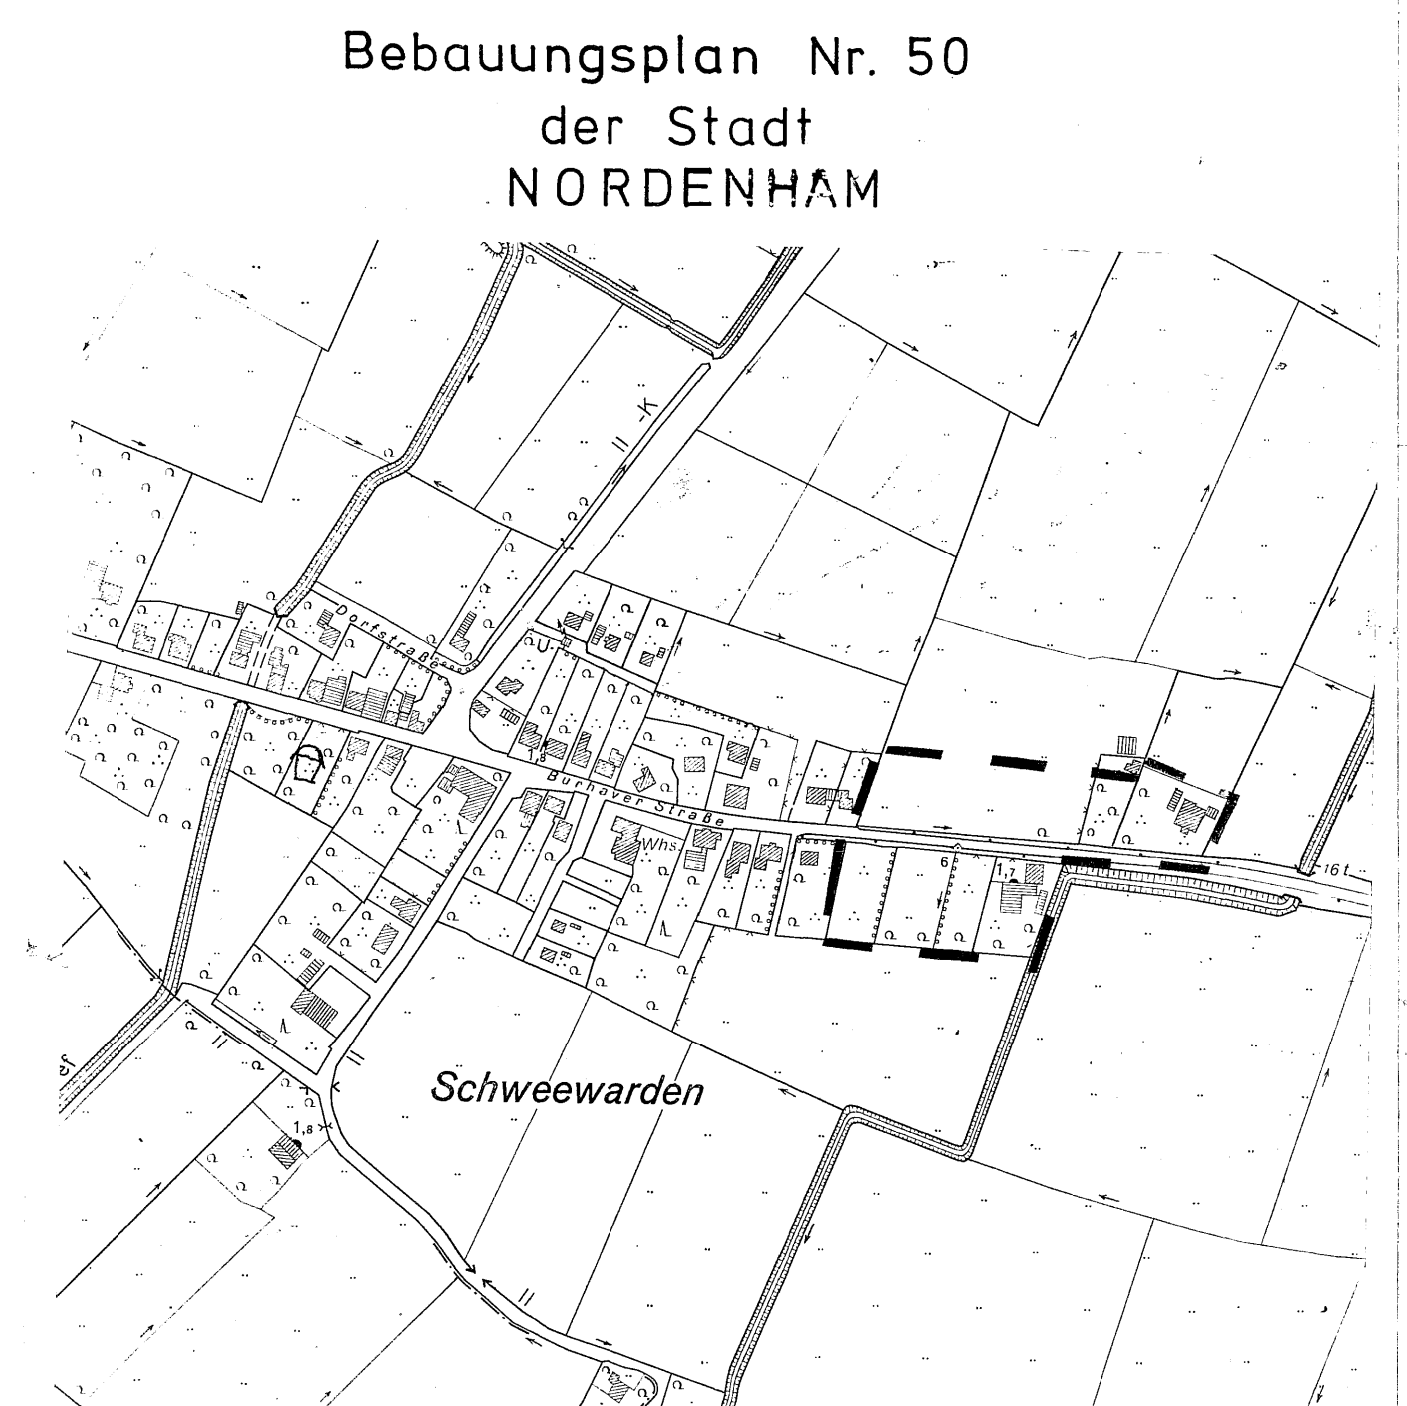 Bebauungsplan Nr. 50
der Stadt
NORDENHAM
-K
Dorfstraße
U
1,8
Burhaver Straße
Whs.
6
1,7
16 t
ef
Schweewarden
1,8